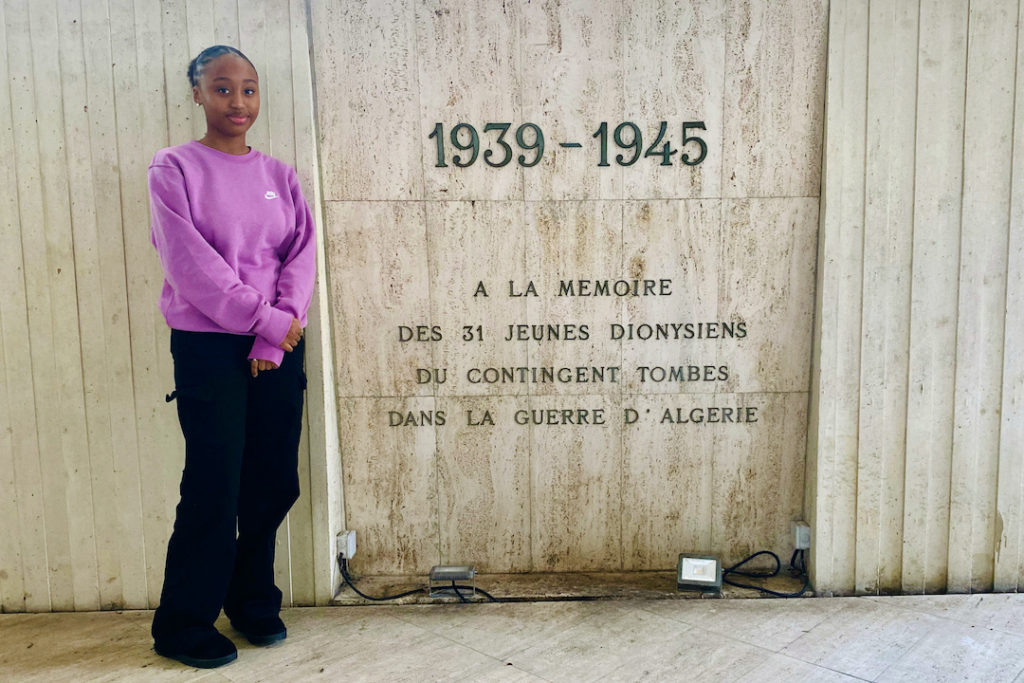 1939 - 1945
A LA MEMOIRE
DES 31 JEUNES DIONYSIENS
DU CONTINGENT TOMBES
DANS LA GUERRE D'ALGERIE